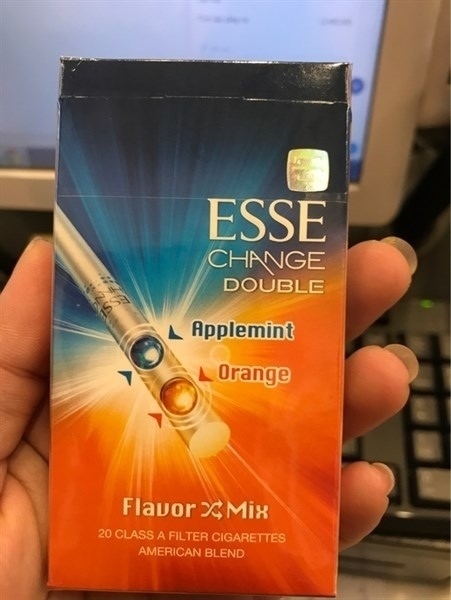 ESSE
CHANGE
DOUBLE
Applemint
Orange
Flavor Mix
20 CLASS A FILTER CIGARETTES
AMERICAN BLEND